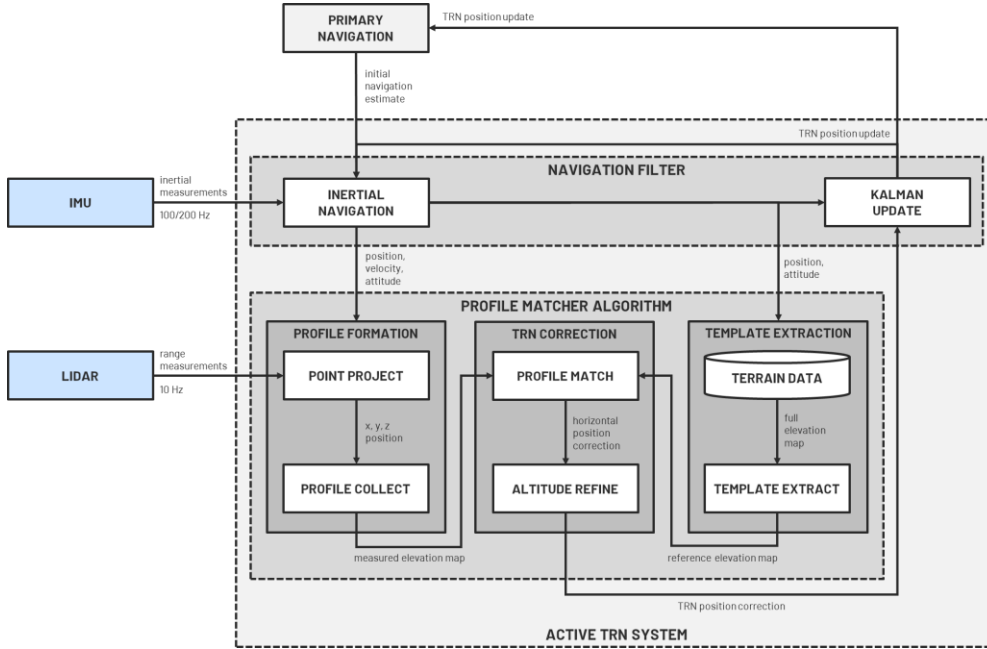 PRIMARY
NAVIGATION
TRN position update
initial
navigation
estimate
TRN position update
NAVIGATION FILTER
IMU
inertial
measurements
100/200 Hz
INERTIAL
NAVIGATION
KALMAN
UPDATE
position,
velocity,
attitude
position,
attitude
PROFILE MATCHER ALGORITHM
PROFILE FORMATION
TRN CORRECTION
TEMPLATE EXTRACTION
LIDAR
range
measurements
10 Hz
POINT PROJECT
PROFILE MATCH
TERRAIN DATA
x, y, z
position
horizontal
position
correction
full
elevation
map
PROFILE COLLECT
ALTITUDE REFINE
TEMPLATE EXTRACT
measured elevation map
reference elevation map
TRN position correction
ACTIVE TRN SYSTEM